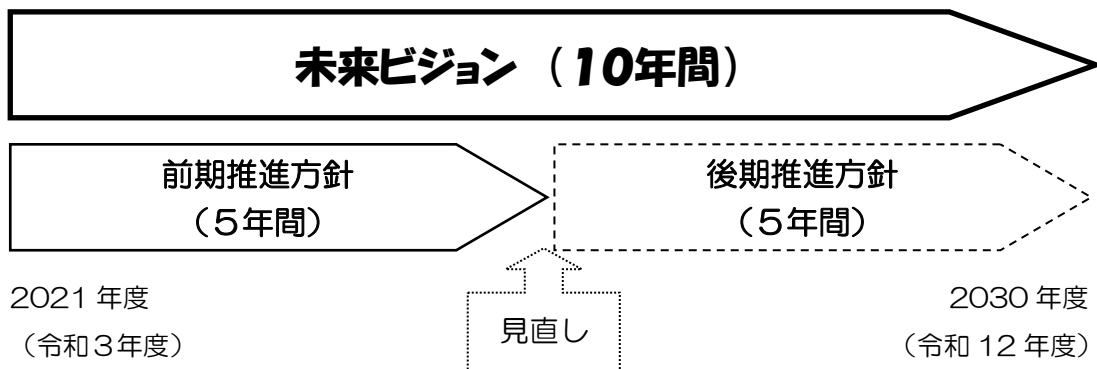 未来ビジョン（10年間）
前期推進方針
（５年間）
後期推進方針
（５年間）
2021 年度
（令和３年度）
見直し
2030 年度
（令和 12 年度）